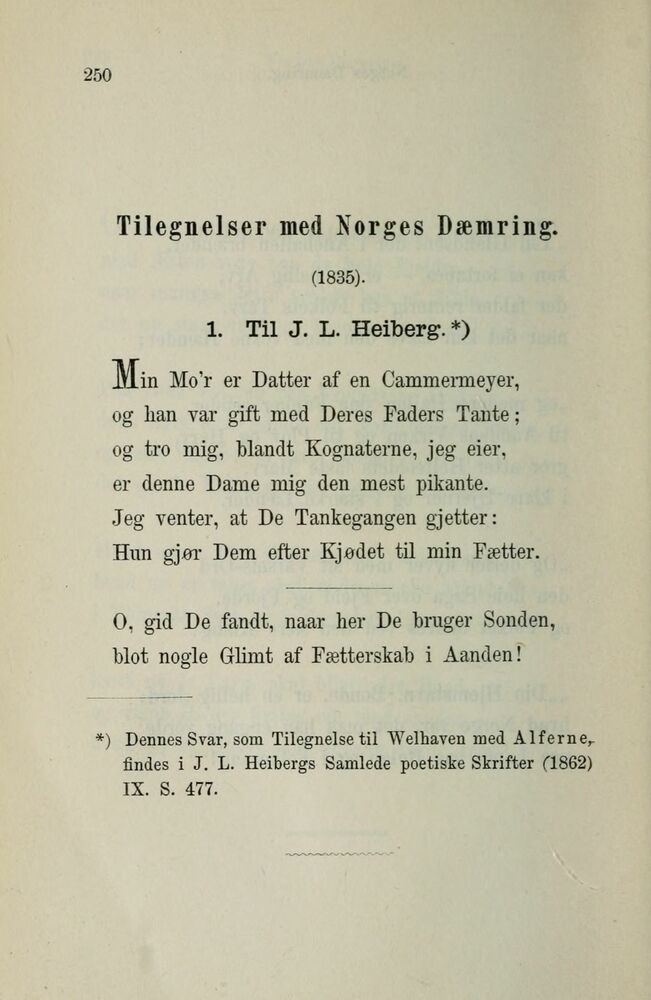 250
Tilegnelser med Norges Dæmring.
(1835).
1. Til J. L. Heiberg.*)
Min Mo'r er Datter af en Cammermeyer,
og han var gift med Deres Faders Tante;
og tro mig, blandt Kognaterne, jeg eier,
er denne Dame mig den mest pikante.
Jeg venter, at De Tankegangen gjetter:
Hun gjør Dem efter Kjødet til min Fætter.
O, gid De fandt, naar her De bruger Sonden,
blot nogle Glimt af Fætterskab i Aanden!
*) Dennes Svar, som Tilegnelse til Welhaven med Alferne,
findes i J. L. Heibergs Samlede poetiske Skrifter (1862)
IX. S. 477.